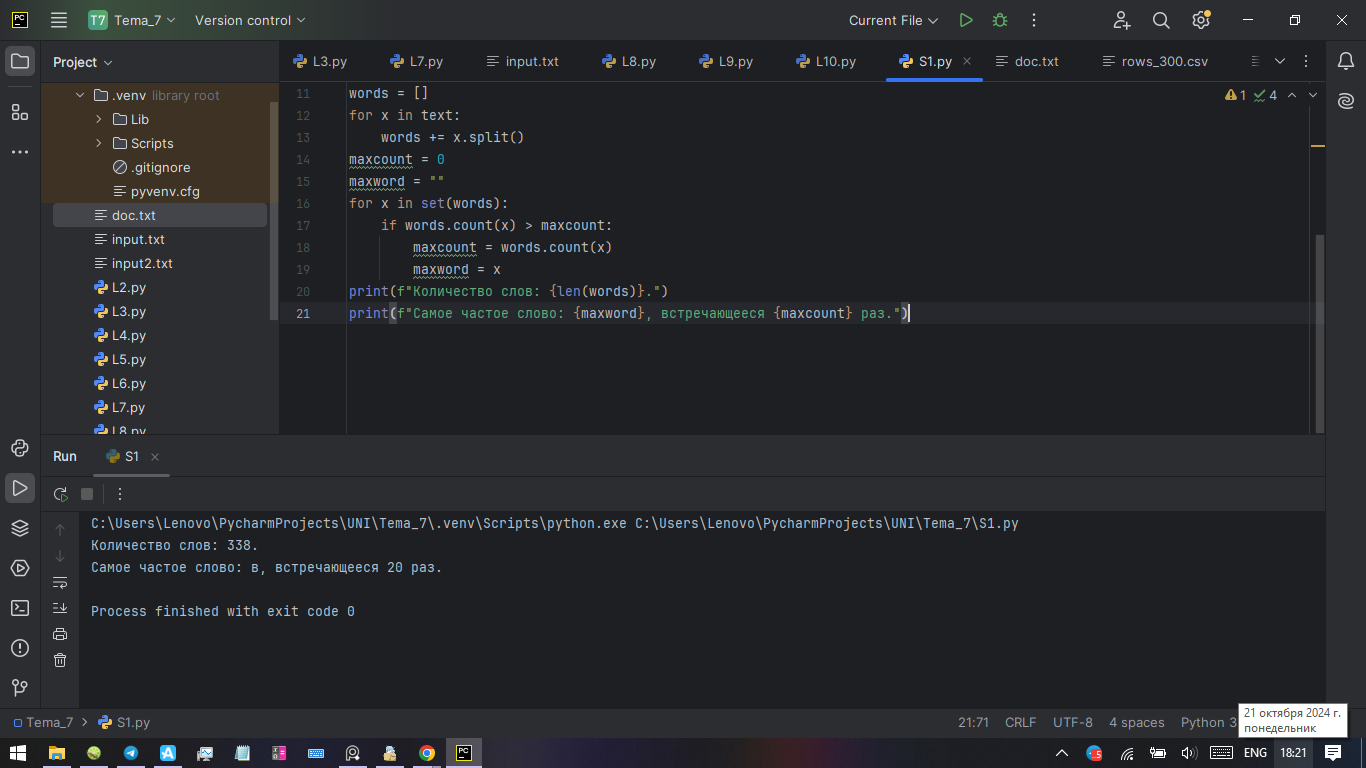 PC T7 Tema_7 Version control Current File
Project
L3.py L7.py input.txt L8.py L9.py L10.py S1.py doc.txt rows_300.csv
.venv library root
Lib
Scripts
.gitignore
pyvenv.cfg
doc.txt
input.txt
input2.txt
L2.py
L3.py
L4.py
L5.py
L6.py
L7.py
L8.py
1 4
11 words = []
12 for x in text:
13 words += x.split()
14 maxcount = 0
15 maxword = ""
16 for x in set(words):
17 if words.count(x) > maxcount:
18 maxcount = words.count(x)
19 maxword = x
20 print(f"Количество слов: {len(words)}.")
21 print(f"Самое частое слово: {maxword}, встречающееся {maxcount} раз.")
Run S1
C:\Users\Lenovo\PycharmProjects\UNI\Tema_7\.venv\Scripts\python.exe C:\Users\Lenovo\PycharmProjects\UNI\Tema_7\S1.py
Количество слов: 338.
Самое частое слово: в, встречающееся 20 раз.
Process finished with exit code 0
Tema_7 S1.py 21:71 CRLF UTF-8 4 spaces Python 3
21 октября 2024 г.
понедельник
PC ENG 18:21